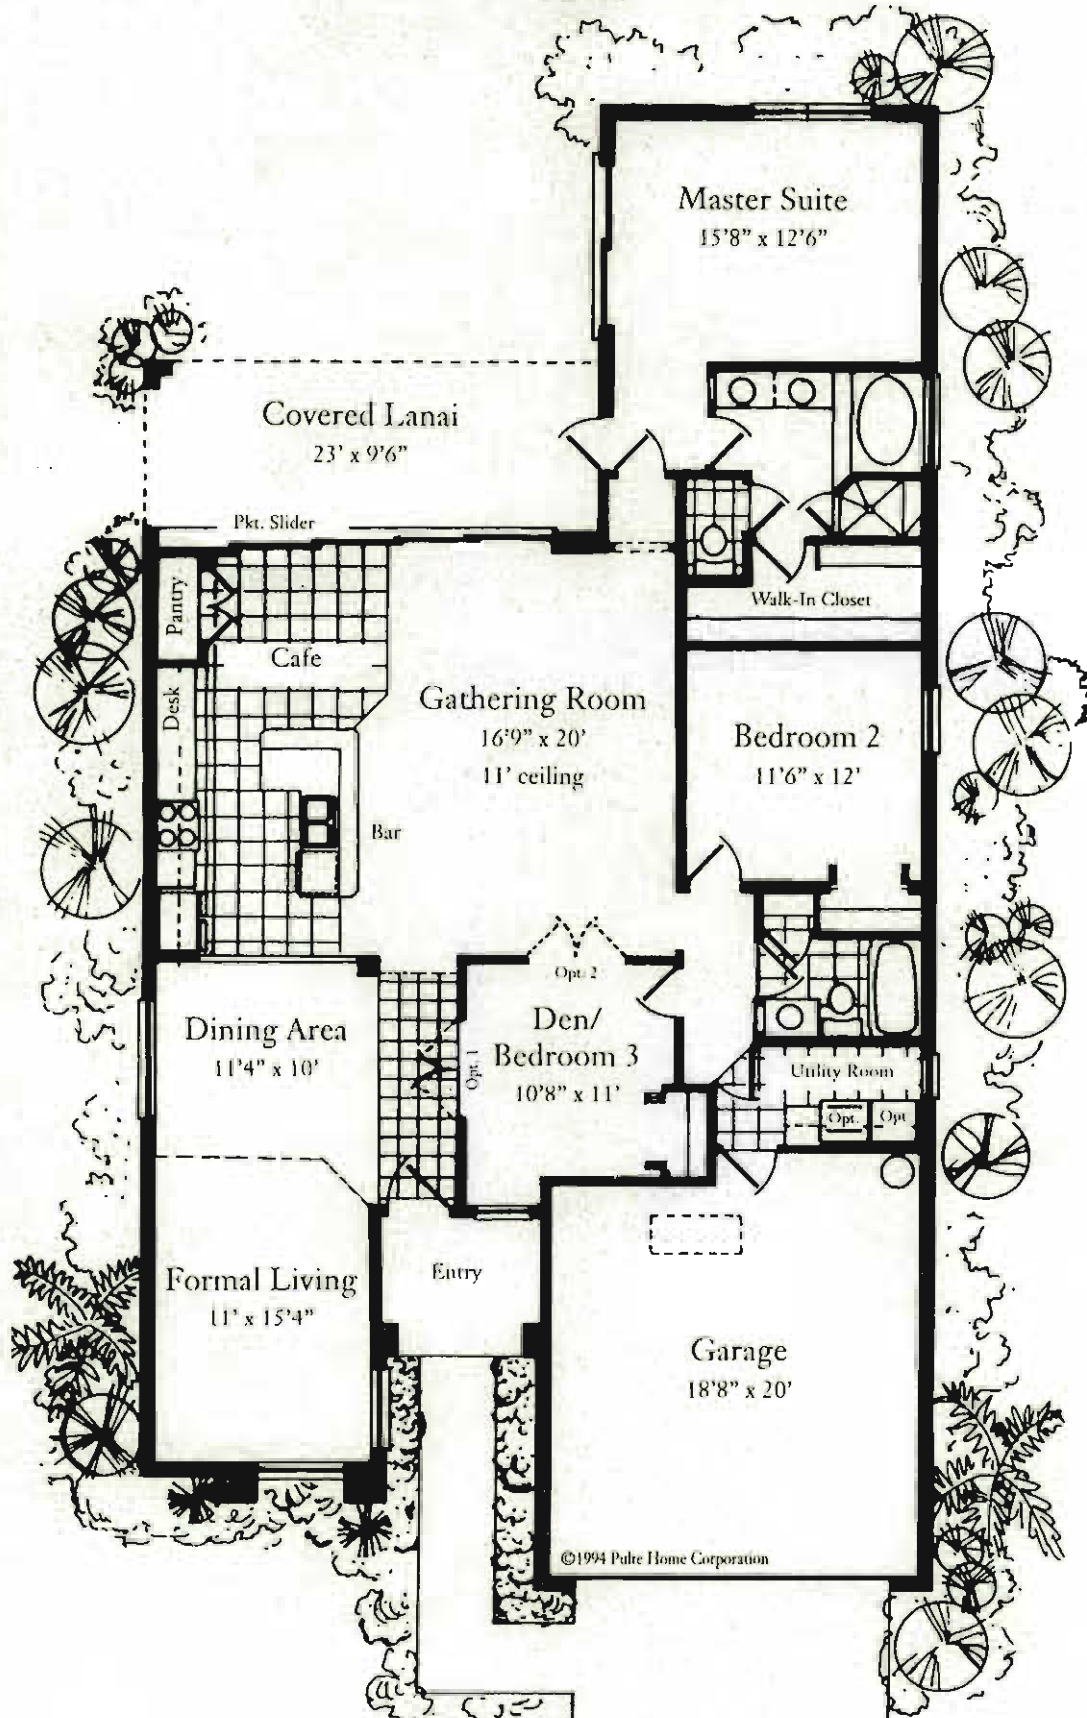 Master Suite
15'8" x 12'6"
Covered Lanai
23' x 9'6"
Pkt. Slider
Pantry
Walk-In Closet
Cafe
Desk
Gathering Room
16'9" x 20'
11' ceiling
Bedroom 2
11'6" x 12'
Bar
Opt. 2
Dining Area
11'4" x 10'
Den/
Bedroom 3
10'8" x 11'
Opt. 1
Utility Room
Opt.
Opt
Formal Living
11' x 15'4"
Entry
Garage
18'8" x 20'
©1994 Pulte Home Corporation